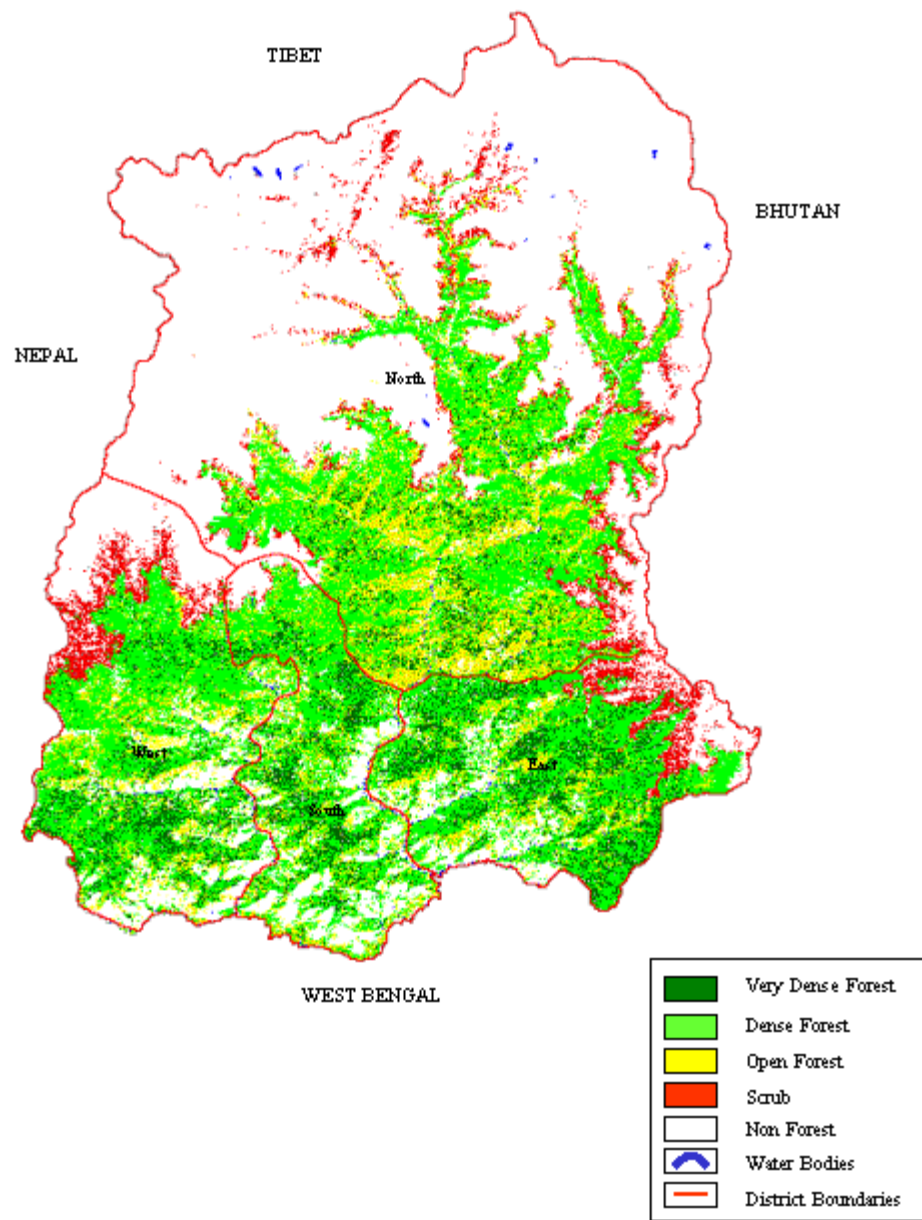 TIBET
BHUTAN
NEPAL
North
West
East
South
WEST BENGAL
Very Dense Forest
Dense Forest
Open Forest
Scrub
Non Forest
Water Bodies
District Boundaries